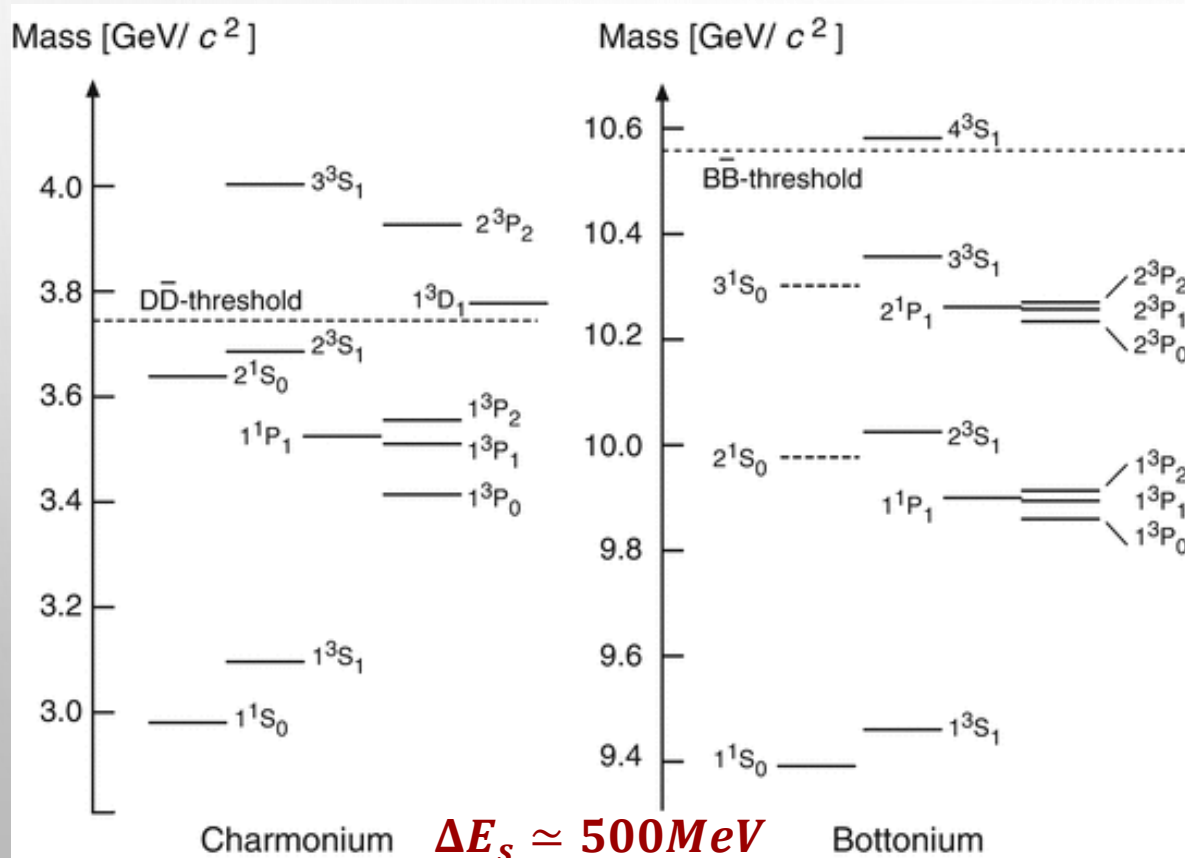 Mass [GeV/ c²]
4.0
3.8
3.6
3.4
3.2
3.0
3³S₁
2³P₂
1³D₁
DD̄-threshold
2³S₁
2¹S₀
1³P₂
1¹P₁
1³P₁
1³P₀
1³S₁
1¹S₀
Charmonium
ΔEₛ ≃ 500MeV
Mass [GeV/ c²]
10.6
10.4
10.2
10.0
9.8
9.6
9.4
4³S₁
BB̄-threshold
3³S₁
3¹S₀
2³P₂
2¹P₁
2³P₁
2³P₀
2³S₁
2¹S₀
1³P₂
1¹P₁
1³P₁
1³P₀
1³S₁
1¹S₀
Bottonium